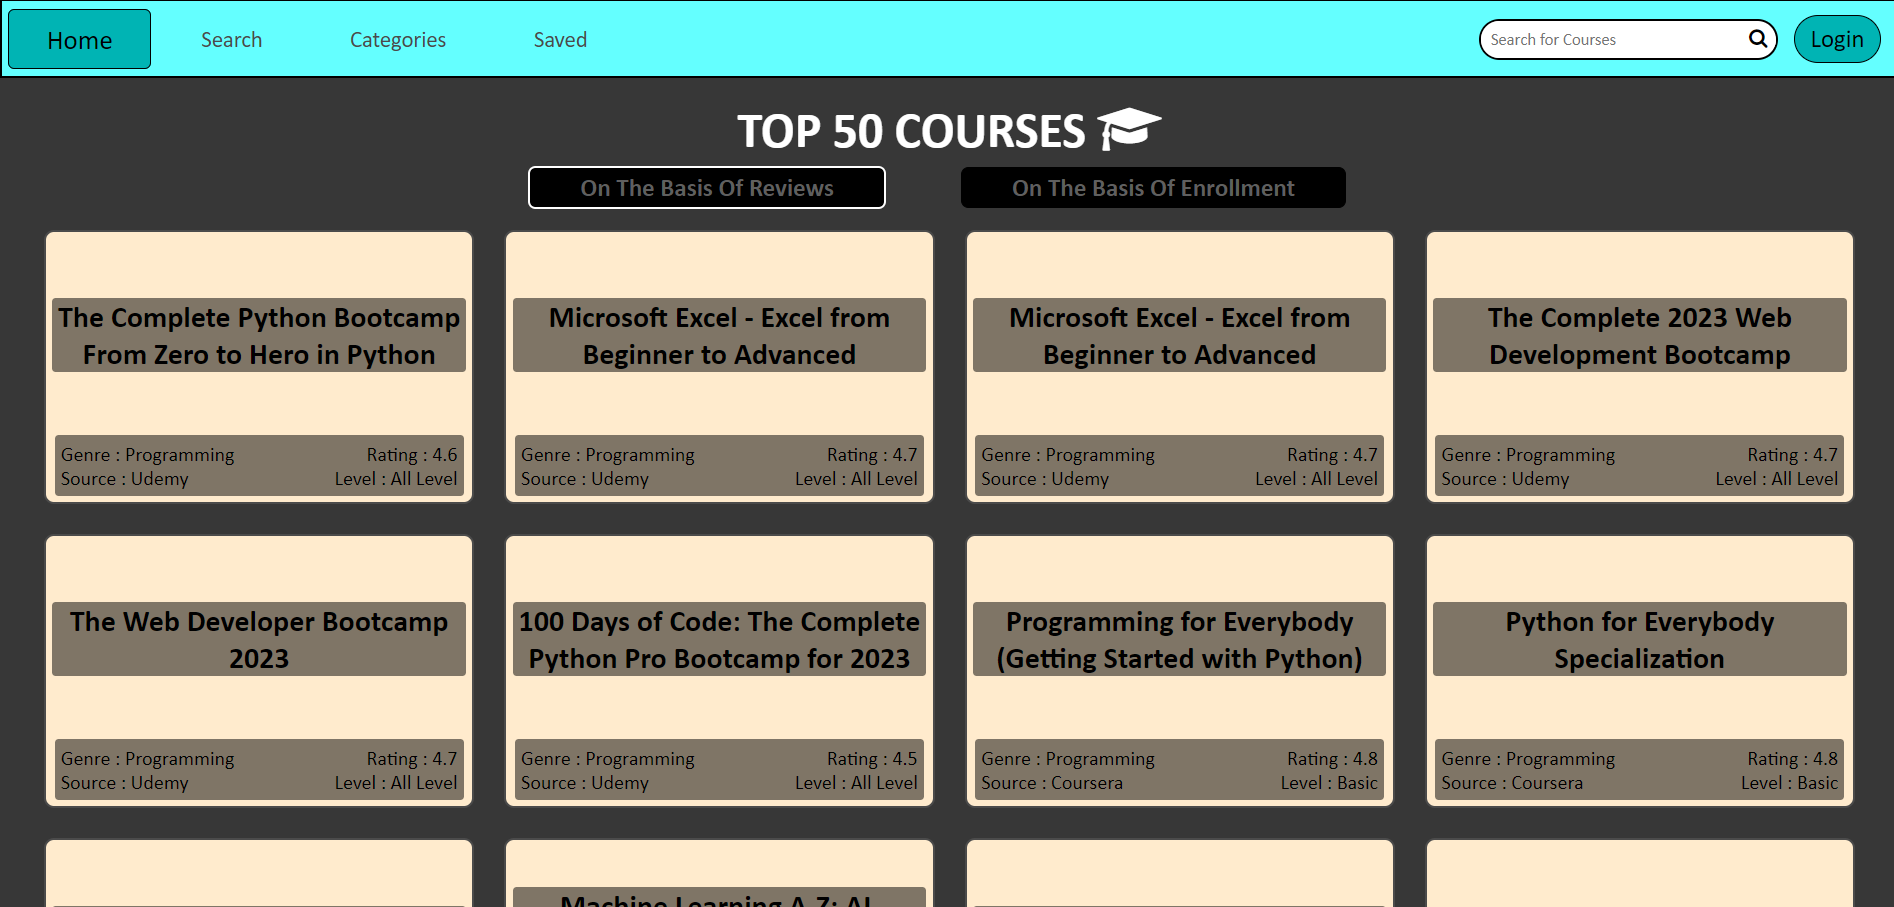 Home
Search
Categories
Saved
Search for Courses
Login
TOP 50 COURSES
On The Basis Of Reviews
On The Basis Of Enrollment
The Complete Python Bootcamp
From Zero to Hero in Python
Genre : Programming
Rating : 4.6
Source : Udemy
Level : All Level
Microsoft Excel - Excel from
Beginner to Advanced
Genre : Programming
Rating : 4.7
Source : Udemy
Level : All Level
Microsoft Excel - Excel from
Beginner to Advanced
Genre : Programming
Rating : 4.7
Source : Udemy
Level : All Level
The Complete 2023 Web
Development Bootcamp
Genre : Programming
Rating : 4.7
Source : Udemy
Level : All Level
The Web Developer Bootcamp
2023
Genre : Programming
Rating : 4.7
Source : Udemy
Level : All Level
100 Days of Code: The Complete
Python Pro Bootcamp for 2023
Genre : Programming
Rating : 4.5
Source : Udemy
Level : All Level
Programming for Everybody
(Getting Started with Python)
Genre : Programming
Rating : 4.8
Source : Coursera
Level : Basic
Python for Everybody
Specialization
Genre : Programming
Rating : 4.8
Source : Coursera
Level : Basic
Machine Learning A-Z: AI,